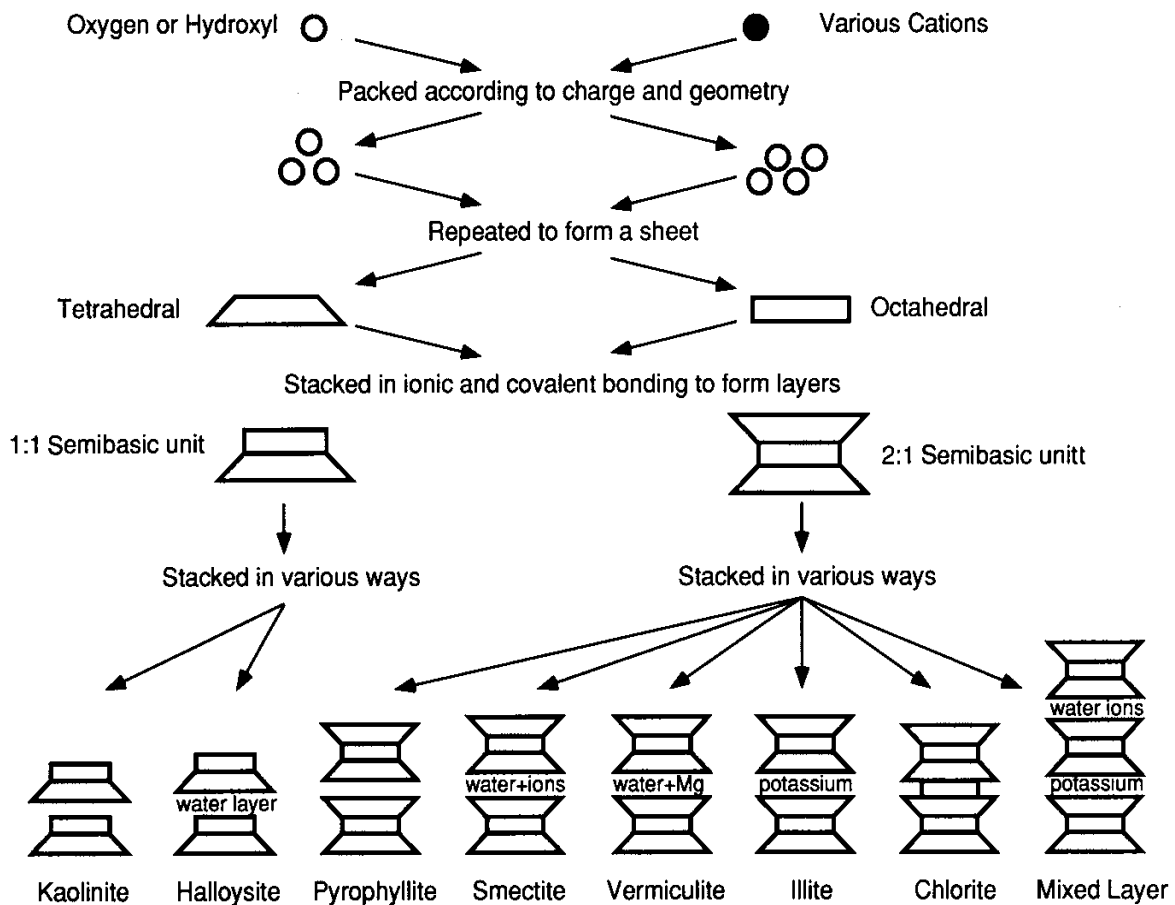 Oxygen or Hydroxyl
Various Cations
Packed according to charge and geometry
Repeated to form a sheet
Tetrahedral
Octahedral
Stacked in ionic and covalent bonding to form layers
1:1 Semibasic unit
2:1 Semibasic unitt
Stacked in various ways
Stacked in various ways
water ions
water+ions
water+Mg
potassium
potassium
water layer
Kaolinite
Halloysite
Pyrophyllite
Smectite
Vermiculite
Illite
Chlorite
Mixed Layer